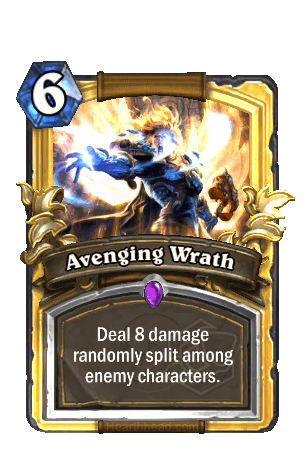 6
Avenging Wrath
Deal 8 damage
randomly split among
enemy characters.